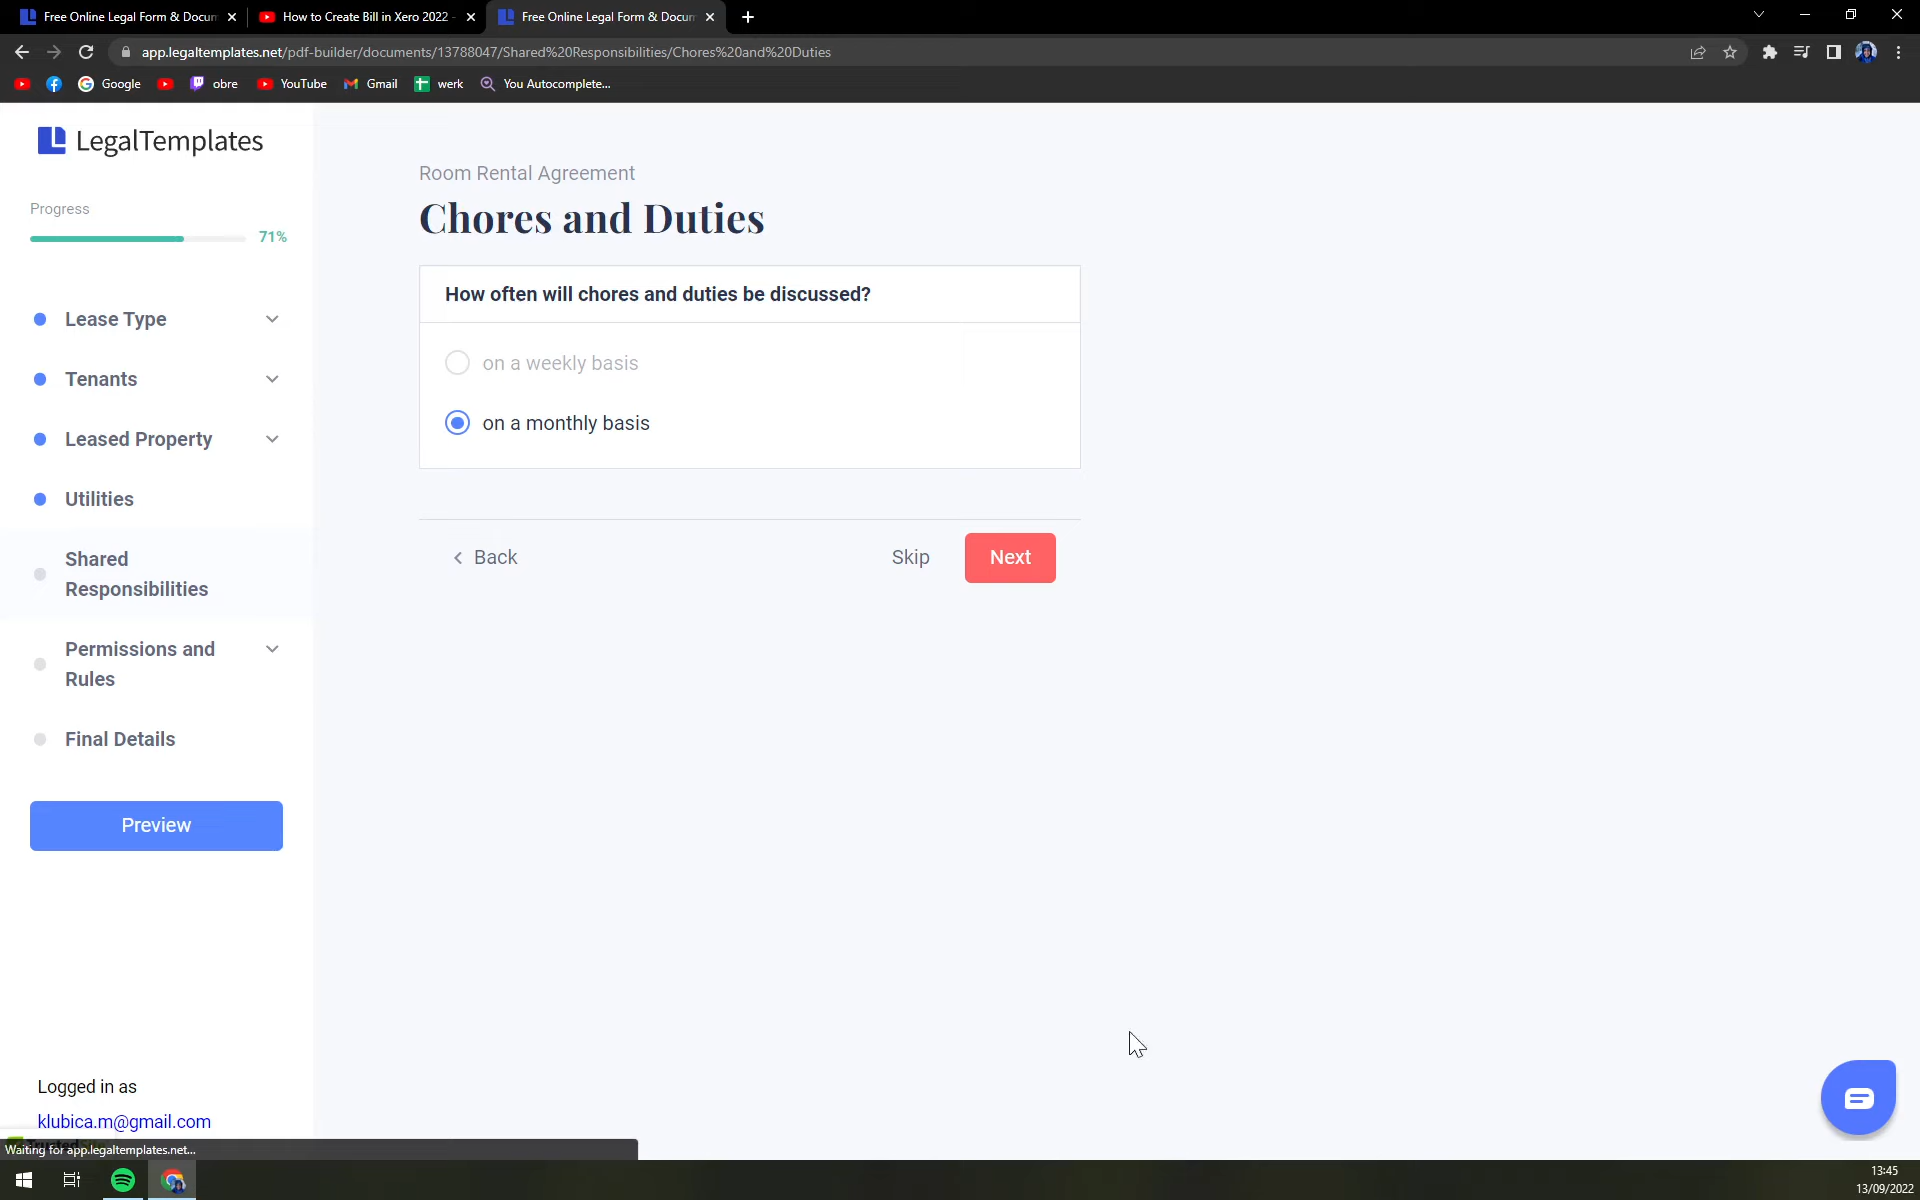 Free Online Legal Form & Docum
How to Create Bill in Xero 2022 -
Free Online Legal Form & Docum
app.legaltemplates.net/pdf-builder/documents/13788047/Shared%20Responsibilities/Chores%20and%20Duties
Google
obre
YouTube
Gmail
werk
You Autocomplete...
LegalTemplates
Progress
71%
Lease Type
Tenants
Leased Property
Utilities
Shared
Responsibilities
Permissions and
Rules
Final Details
Preview
Logged in as
klubica.m@gmail.com
Room Rental Agreement
Chores and Duties
How often will chores and duties be discussed?
on a weekly basis
on a monthly basis
Back
Skip
Next
Waiting for app.legaltemplates.net...
13:45
13/09/2022